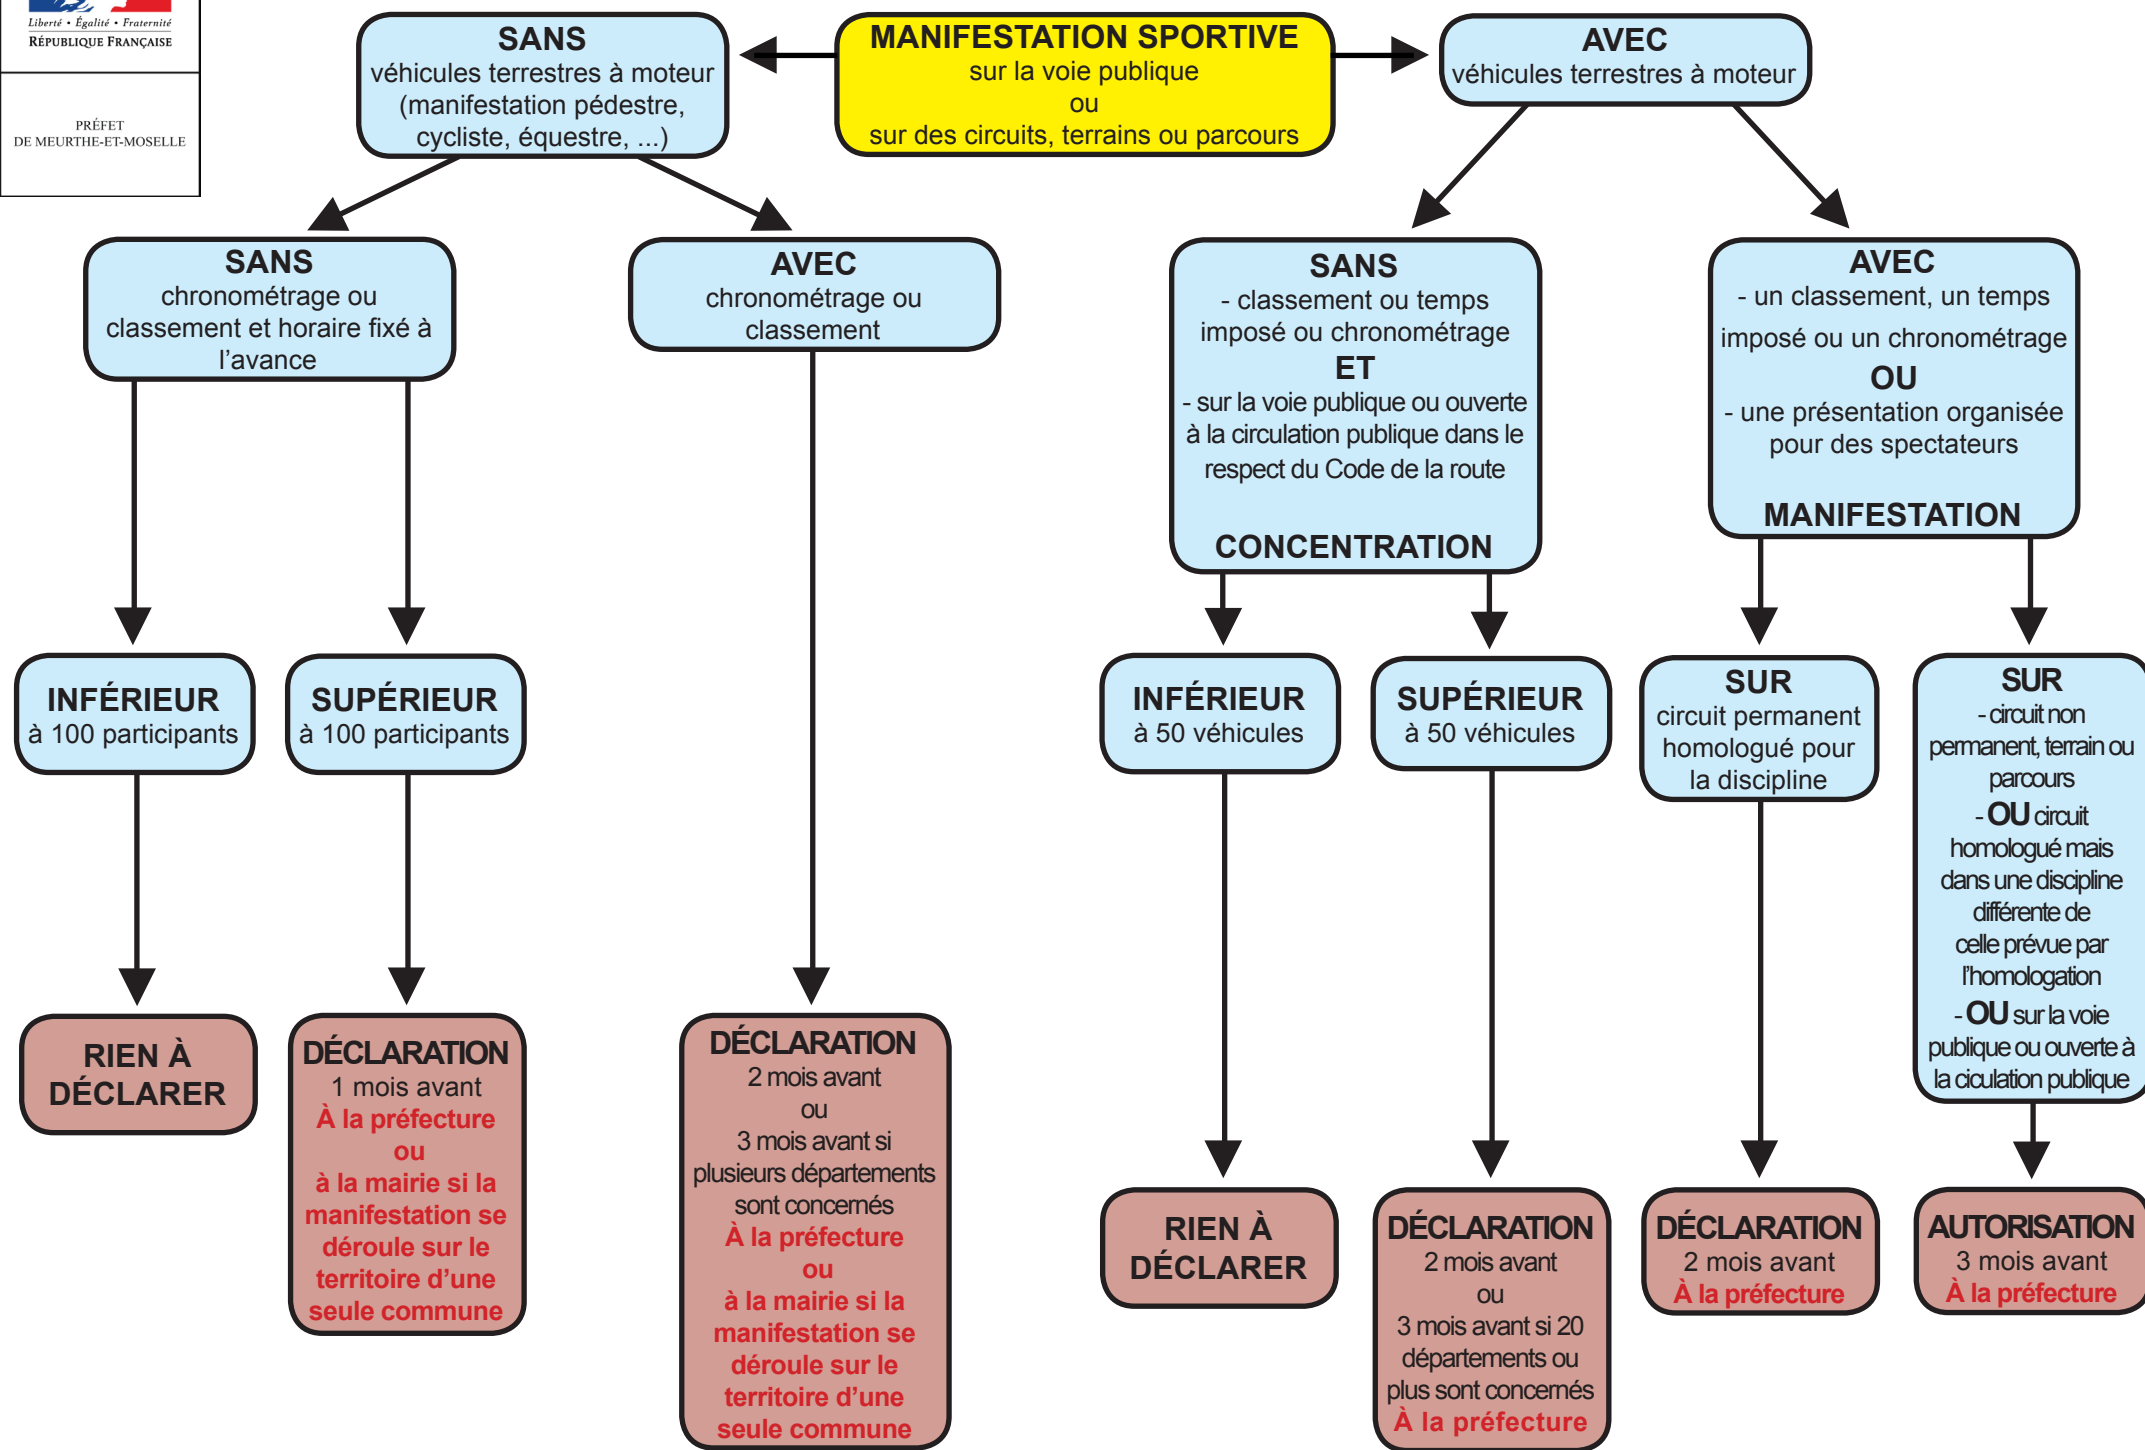 Liberté • Égalité • Fraternité
RÉPUBLIQUE FRANÇAISE
PRÉFET
DE MEURTHE-ET-MOSELLE
SANS
véhicules terrestres à moteur
(manifestation pédestre,
cycliste, équestre, ...)
MANIFESTATION SPORTIVE
sur la voie publique
ou
sur des circuits, terrains ou parcours
AVEC
véhicules terrestres à moteur
SANS
chronométrage ou
classement et horaire fixé à
l’avance
AVEC
chronométrage ou
classement
SANS
- classement ou temps
imposé ou chronométrage
ET
- sur la voie publique ou ouverte
à la circulation publique dans le
respect du Code de la route
CONCENTRATION
AVEC
- un classement, un temps
imposé ou un chronométrage
OU
- une présentation organisée
pour des spectateurs
MANIFESTATION
INFÉRIEUR
à 100 participants
SUPÉRIEUR
à 100 participants
INFÉRIEUR
à 50 véhicules
SUPÉRIEUR
à 50 véhicules
SUR
circuit permanent
homologué pour
la discipline
SUR
- circuit non
permanent, terrain ou
parcours
- OU circuit
homologué mais
dans une discipline
différente de
celle prévue par
l’homologation
- OU sur la voie
publique ou ouverte à
la ciculation publique
RIEN À
DÉCLARER
DÉCLARATION
1 mois avant
À la préfecture
ou
à la mairie si la
manifestation se
déroule sur le
territoire d’une
seule commune
DÉCLARATION
2 mois avant
ou
3 mois avant si
plusieurs départements
sont concernés
À la préfecture
ou
à la mairie si la
manifestation se
déroule sur le
territoire d’une
seule commune
RIEN À
DÉCLARER
DÉCLARATION
2 mois avant
ou
3 mois avant si 20
départements ou
plus sont concernés
À la préfecture
DÉCLARATION
2 mois avant
À la préfecture
AUTORISATION
3 mois avant
À la préfecture